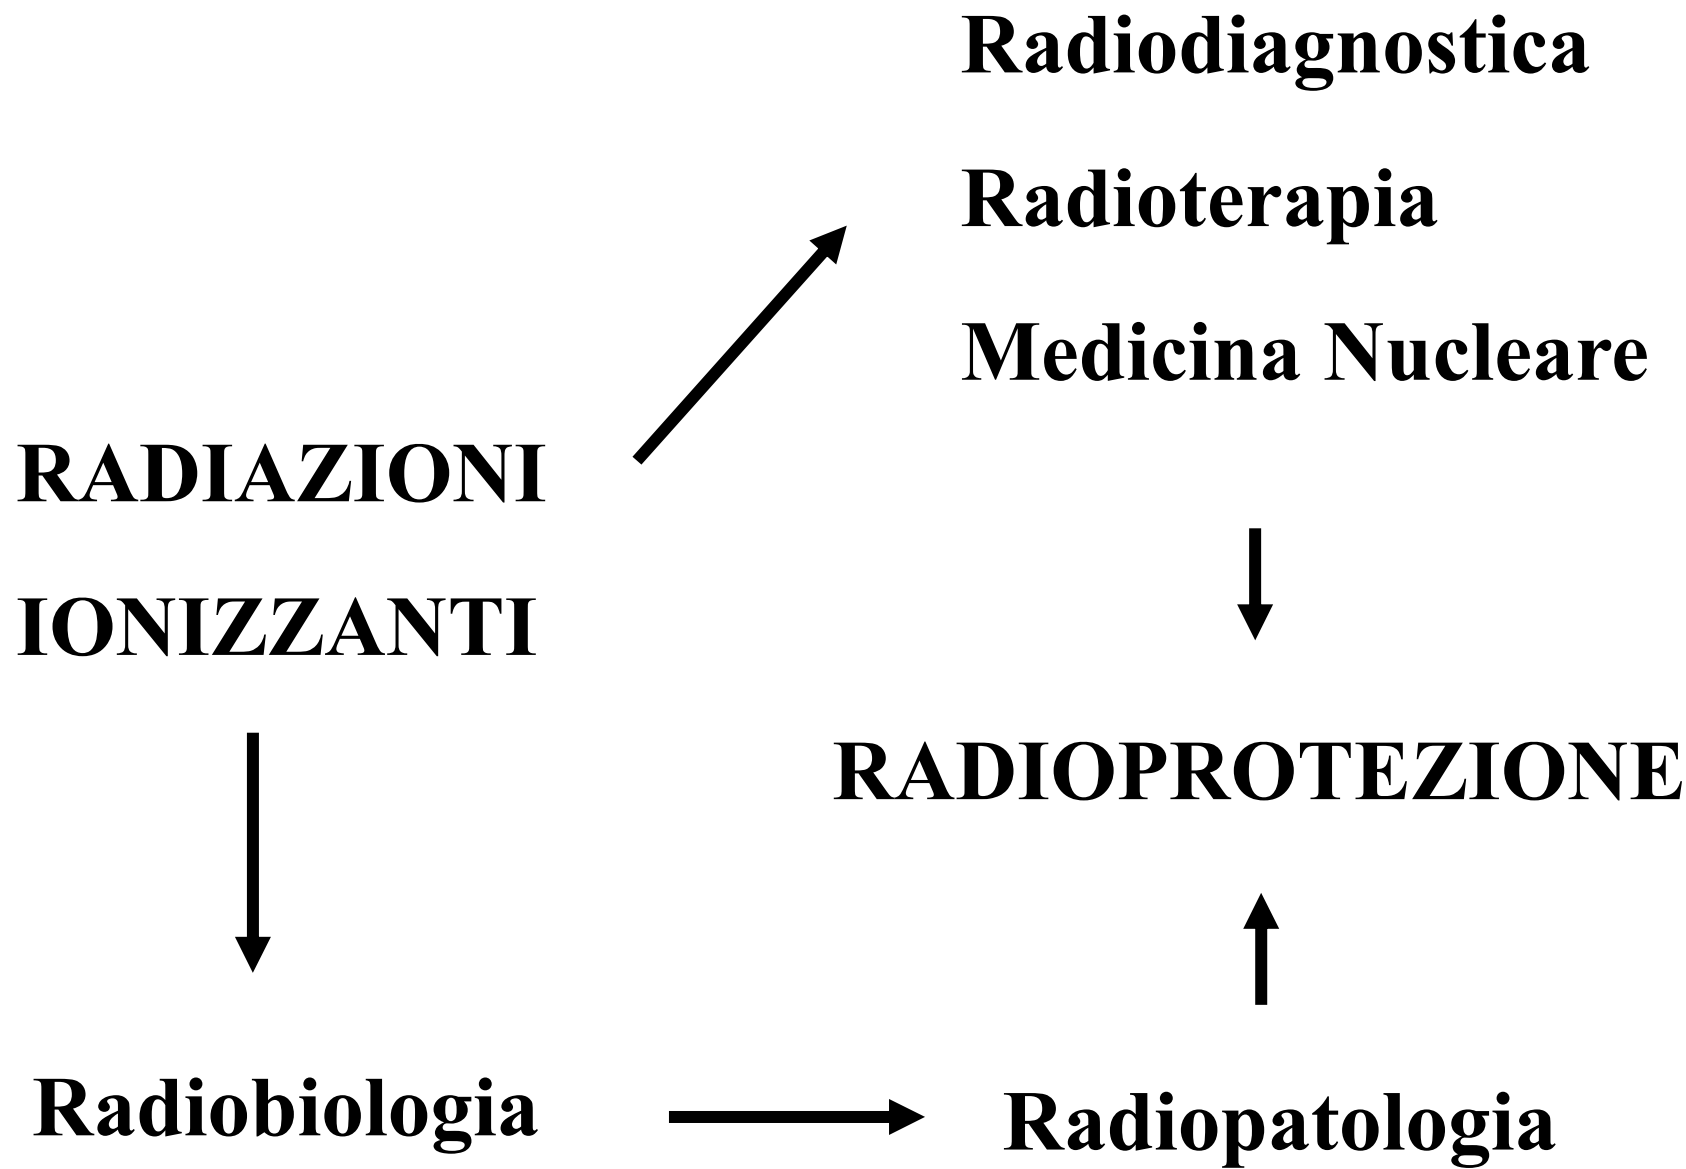 Radiodiagnostica
Radioterapia
Medicina Nucleare
RADIAZIONI
IONIZZANTI
RADIOPROTEZIONE
Radiobiologia
Radiopatologia